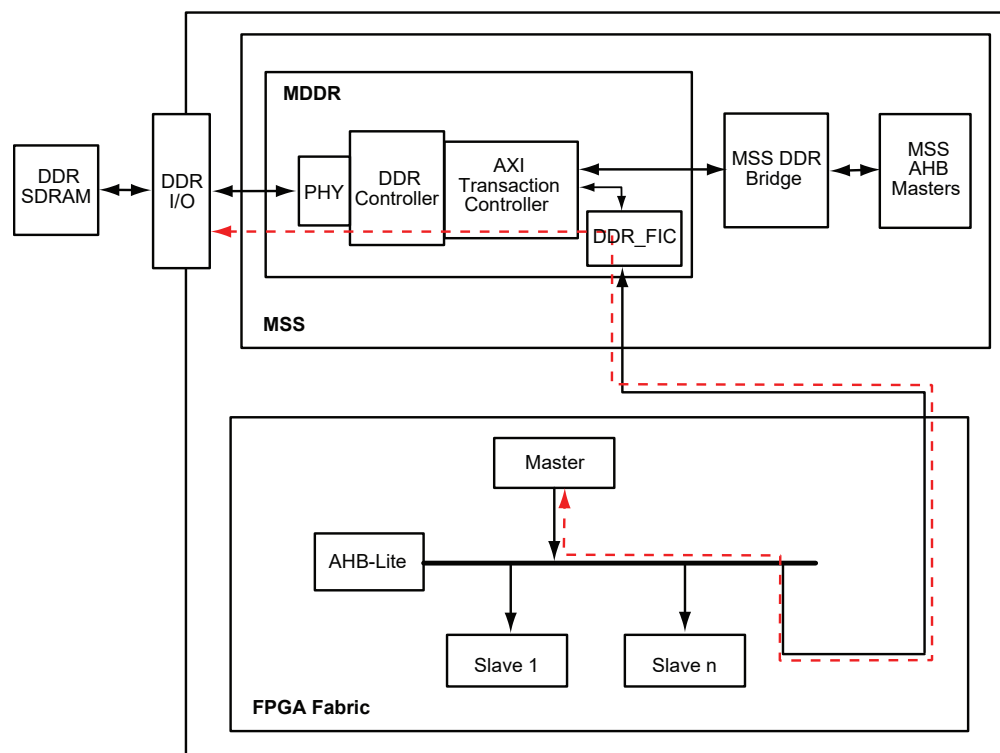 MDDR
DDR
SDRAM
DDR
I/O
PHY
DDR
Controller
AXI
Transaction
Controller
DDR_FIC
MSS DDR
Bridge
MSS
AHB
Masters
MSS
Master
AHB-Lite
Slave 1
Slave n
FPGA Fabric